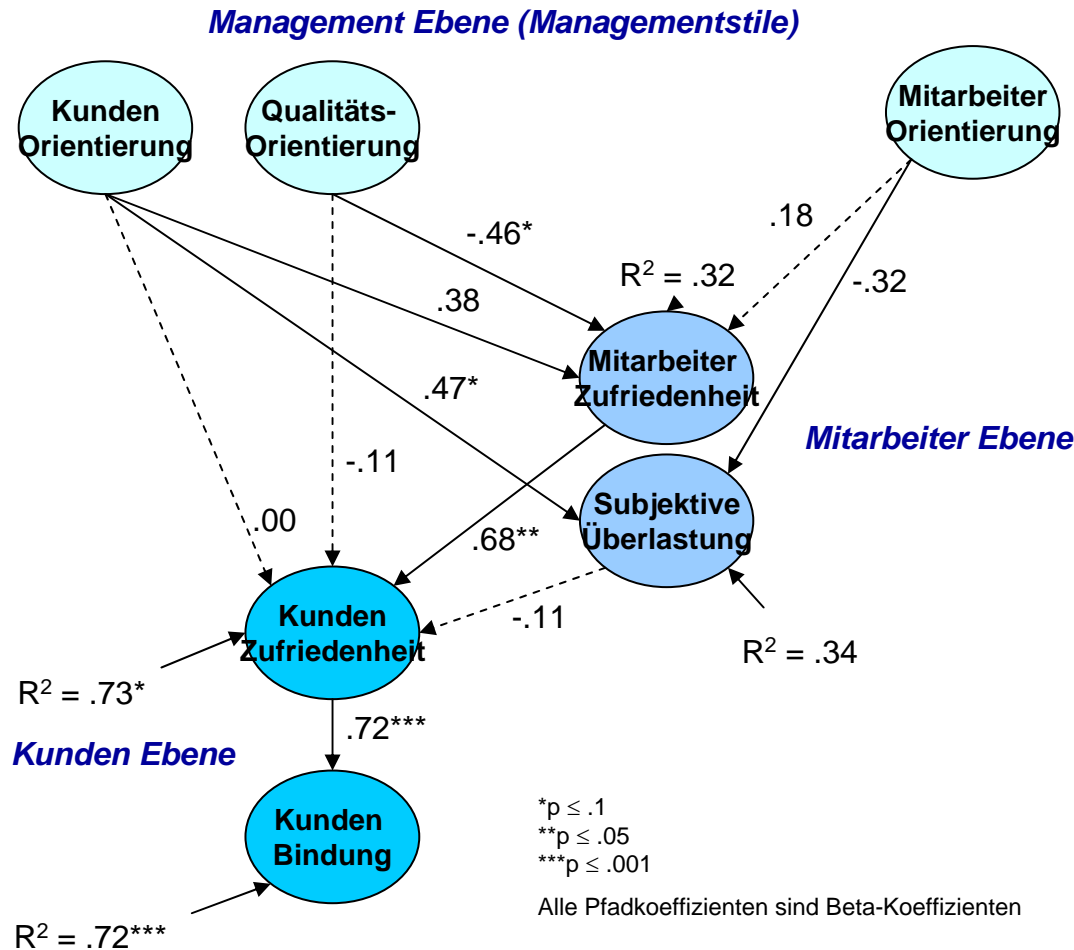 Management Ebene (Managementstile)
Kunden
Orientierung
Qualitäts-
Orientierung
Mitarbeiter
Orientierung
-.46*
.18
R² = .32
-.32
.38
Mitarbeiter
Zufriedenheit
.47*
Mitarbeiter Ebene
-.11
Subjektive
Überlastung
.00
.68**
Kunden
Zufriedenheit
-.11
R² = .34
R² = .73*
.72***
Kunden Ebene
Kunden
Bindung
*p ≤ .1
**p ≤ .05
***p ≤ .001
Alle Pfadkoeffizienten sind Beta-Koeffizienten
R² = .72***